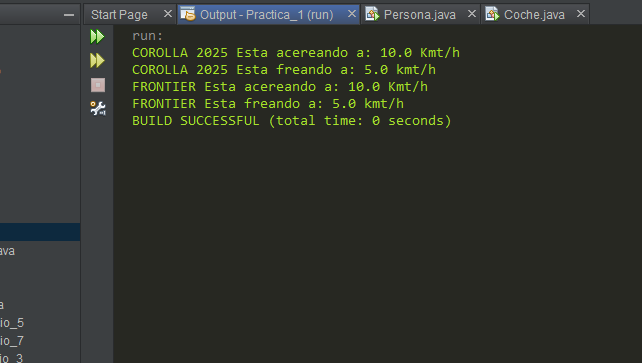 Start Page
Output - Practica_1 (run)
Persona.java
Coche.java
run:
COROLLA 2025 Esta acereando a: 10.0 Kmt/h
COROLLA 2025 Esta freando a: 5.0 kmt/h
FRONTIER Esta acereando a: 10.0 Kmt/h
FRONTIER Esta freando a: 5.0 kmt/h
BUILD SUCCESSFUL (total time: 0 seconds)
ava
a
io_5
io_7
io_3